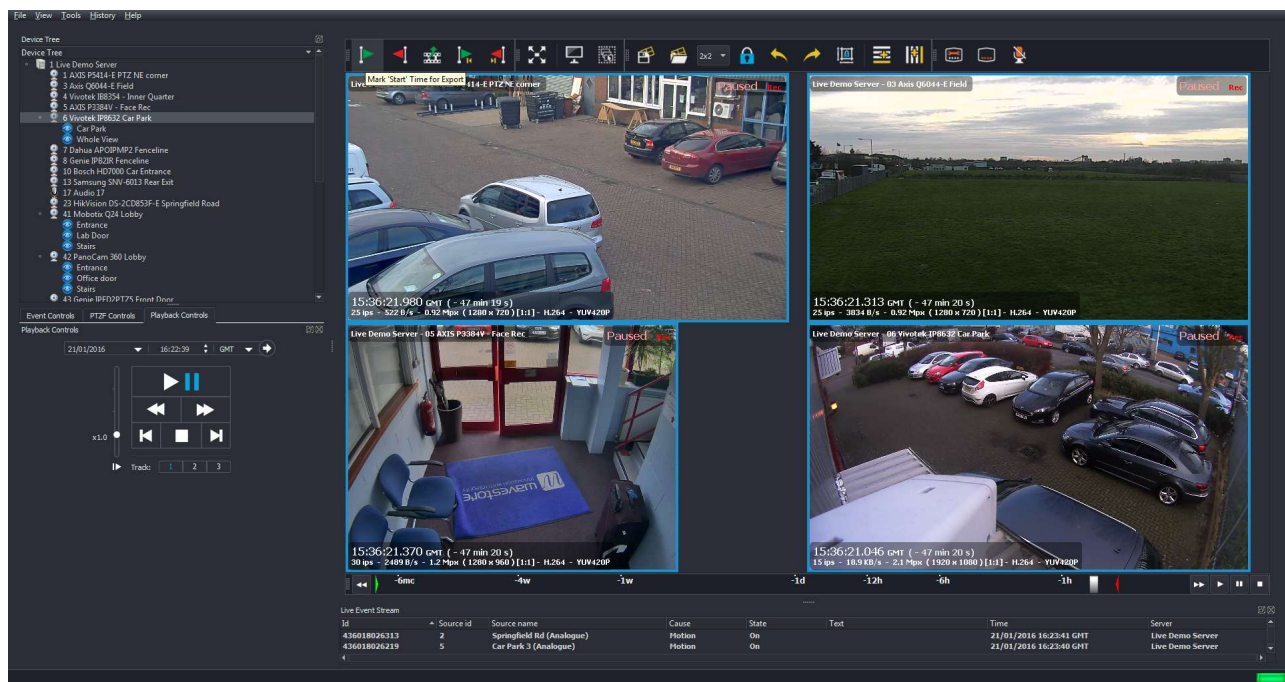 File View Tools History Help
Device Tree
Device Tree
1 Live Demo Server
1 AXIS P5414-E PTZ NE corner
3 Axis Q6044-E Field
4 Vivotek IB8354 - Inner Quarter
5 AXIS P3384V - Face Rec
6 Vivotek IP8632 Car Park
Car Park
Whole View
7 Dahua APOIPMP2 Fenceline
8 Genie IPB2IR Fenceline
10 Bosch HD7000 Car Entrance
13 Samsung SNV-6013 Rear Exit
17 Audio 17
23 HikVision DS-2CD853F-E Springfield Road
41 Mobotix Q24 Lobby
Entrance
Lab Door
Stairs
42 PanoCam 360 Lobby
Entrance
Office door
Stairs
43 Genie IPFD2PTZ5 Front Door
Event Controls PTZF Controls Playback Controls
Playback Controls
21/01/2016 16:22:39 GMT
x1.0
Track: 1 2 3
2x2
Mark 'Start' Time for Export
Live 5414-E PTZ NE corner Paused Rec
15:36:21.980 GMT ( - 47 min 19 s)
25 ips - 522 B/s - 0.92 Mpx ( 1280 x 720 ) [1:1] - H.264 - YUV420P
Live Demo Server - 03 Axis Q6044-E Field Paused Rec
15:36:21.313 GMT ( - 47 min 20 s)
25 ips - 3834 B/s - 0.92 Mpx ( 1280 x 720 ) [1:1] - H.264 - YUV420P
Live Demo Server - 05 AXIS P3384V - Face Rec Paused Rec
wavestore
15:36:21.370 GMT ( - 47 min 20 s)
30 ips - 2489 B/s - 1.2 Mpx ( 1280 x 960 ) [1:1] - H.264 - YUV420P
Live Demo Server - 06 Vivotek IP8632 Car Park Paused Rec
15:36:21.046 GMT ( - 47 min 20 s)
15 ips - 18.9 KB/s - 2.1 Mpx ( 1920 x 1080 ) [1:1] - H.264 - YUV420P
-6mc -4w -1w -1d -12h -6h -1h
Live Event Stream
Id Source id Source name Cause State Text Time Server
436018026313 2 Springfield Rd (Analogue) Motion On 21/01/2016 16:23:41 GMT Live Demo Server
436018026219 5 Car Park 3 (Analogue) Motion On 21/01/2016 16:23:40 GMT Live Demo Server